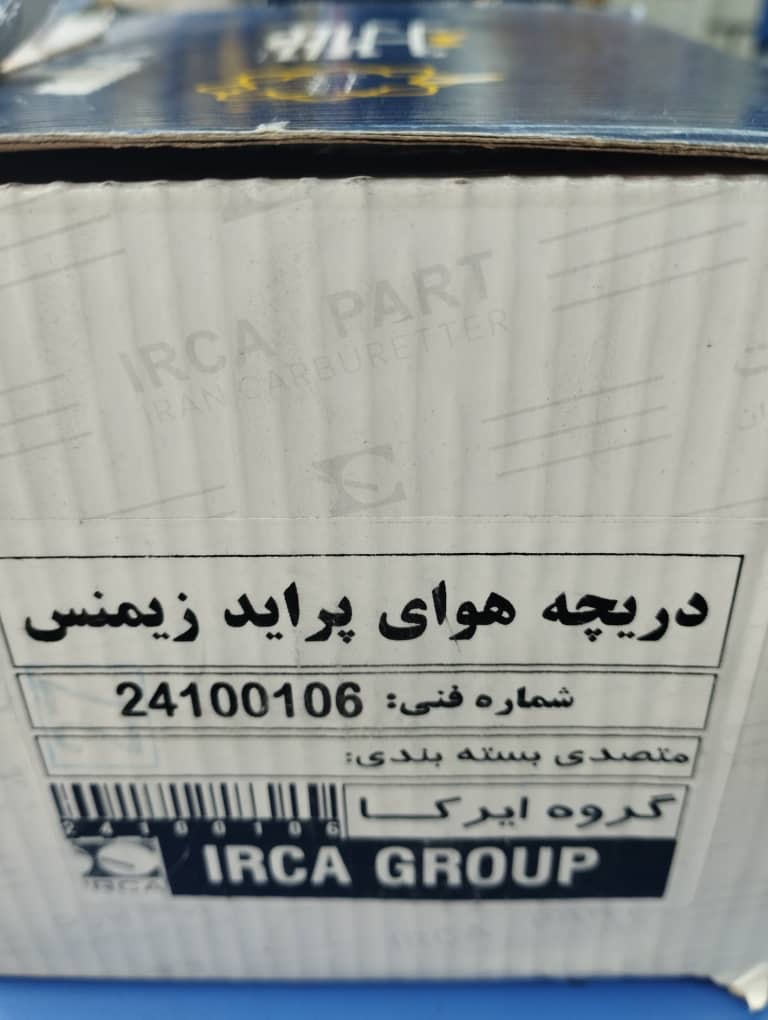 IRCA PART
IRAN CARBURETTER
دریچه هوای پراید زیمنس
شماره فنی: 24100106
متصدی بسته بندی:
گروه ایرکا
24100106
IRCA GROUP
IRCA